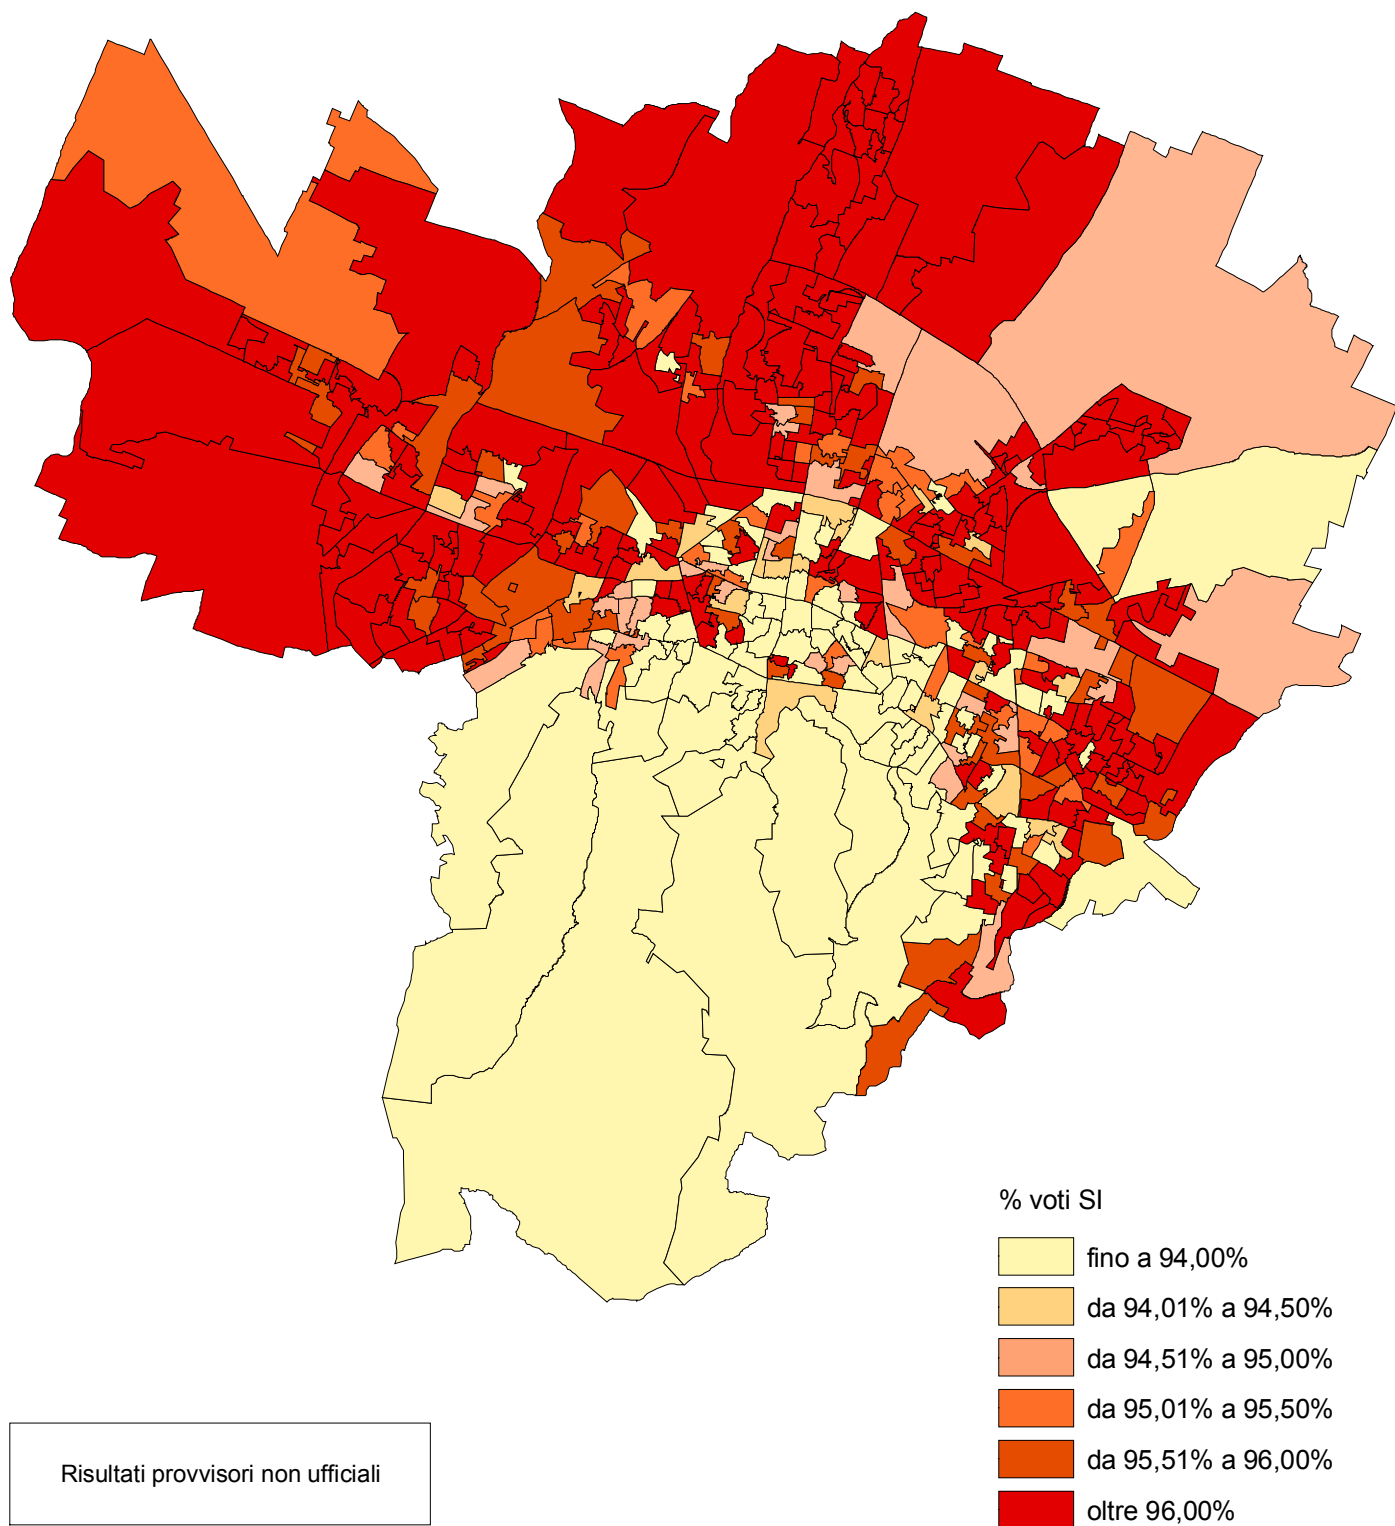 % voti SI
fino a 94,00%
da 94,01% a 94,50%
da 94,51% a 95,00%
da 95,01% a 95,50%
da 95,51% a 96,00%
oltre 96,00%
Risultati provvisori non ufficiali